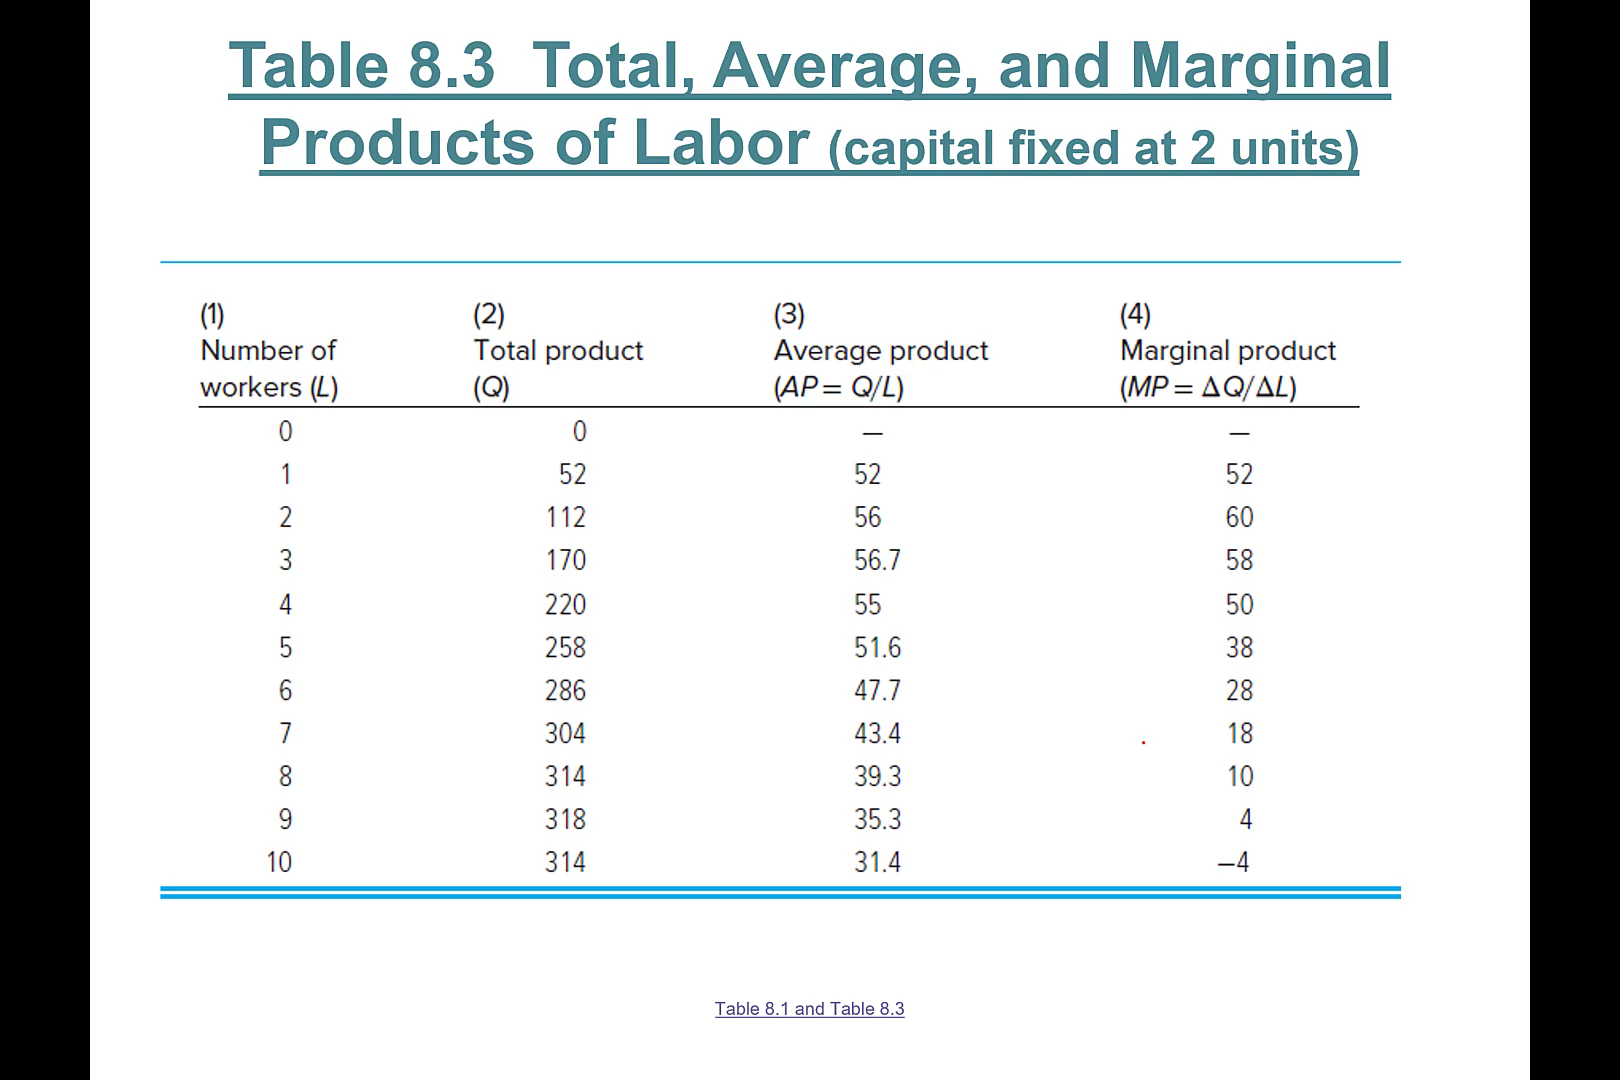 Table 8.3 Total, Average, and Marginal
Products of Labor (capital fixed at 2 units)
(1) (2) (3) (4)
Number of Total product Average product Marginal product
workers (L) (Q) (AP = Q/L) (MP = ΔQ/ΔL)
0 0 — —
1 52 52 52
2 112 56 60
3 170 56.7 58
4 220 55 50
5 258 51.6 38
6 286 47.7 28
7 304 43.4 18
8 314 39.3 10
9 318 35.3 4
10 314 31.4 –4
Table 8.1 and Table 8.3